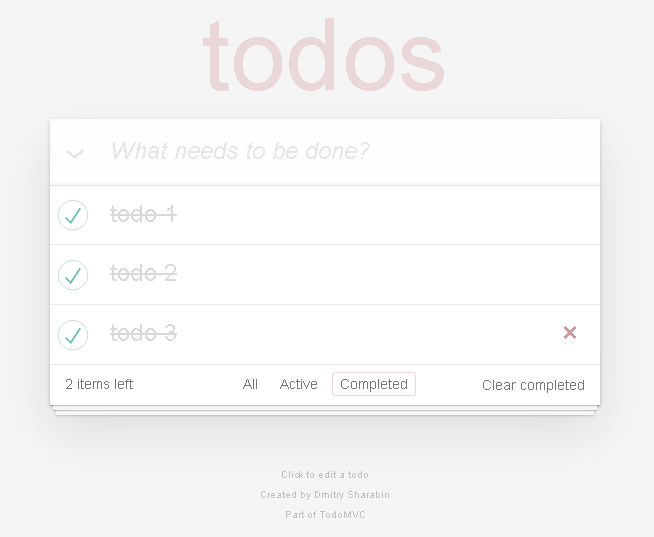 todos
What needs to be done?
todo 1
todo 2
todo 3
2 items left
All
Active
Completed
Clear completed
Click to edit a todo
Created by Dmitry Sharabin
Part of TodoMVC